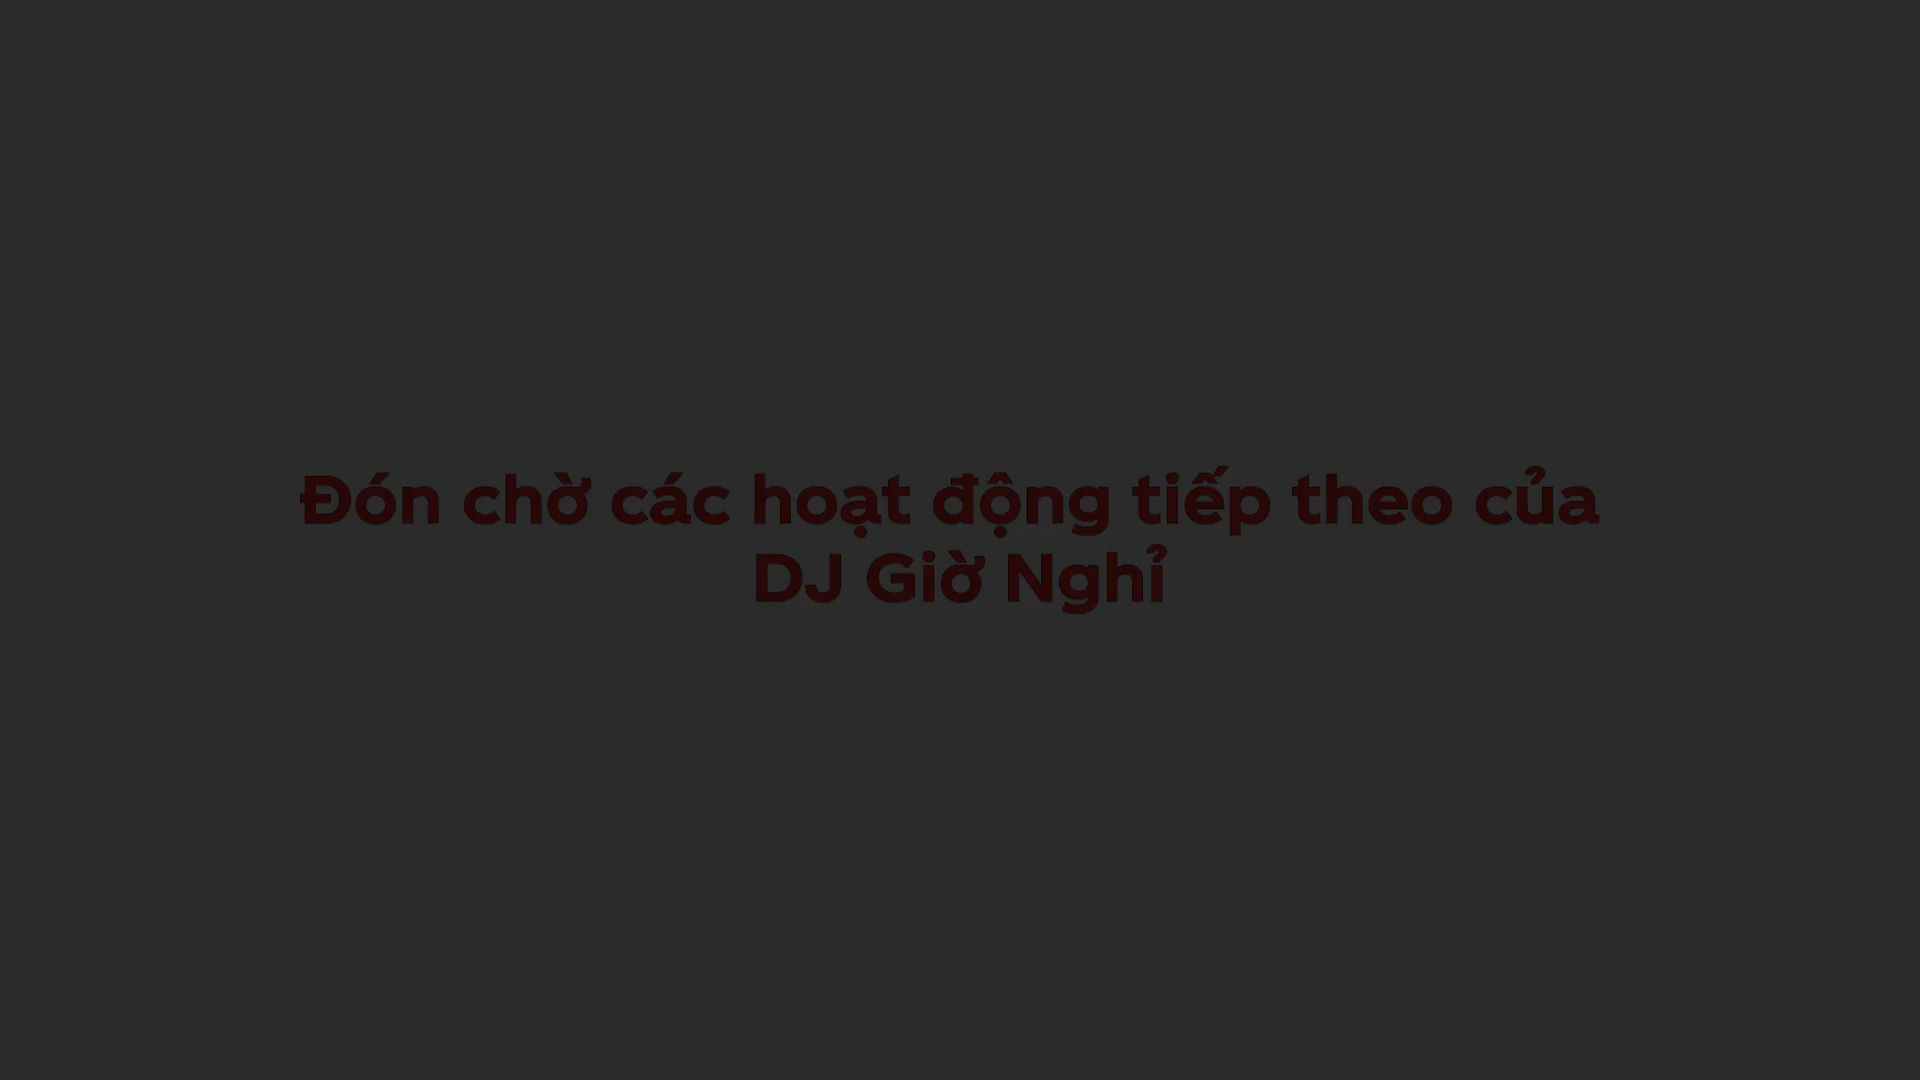 Đón chờ các hoạt động tiếp theo của
DJ Giờ Nghỉ